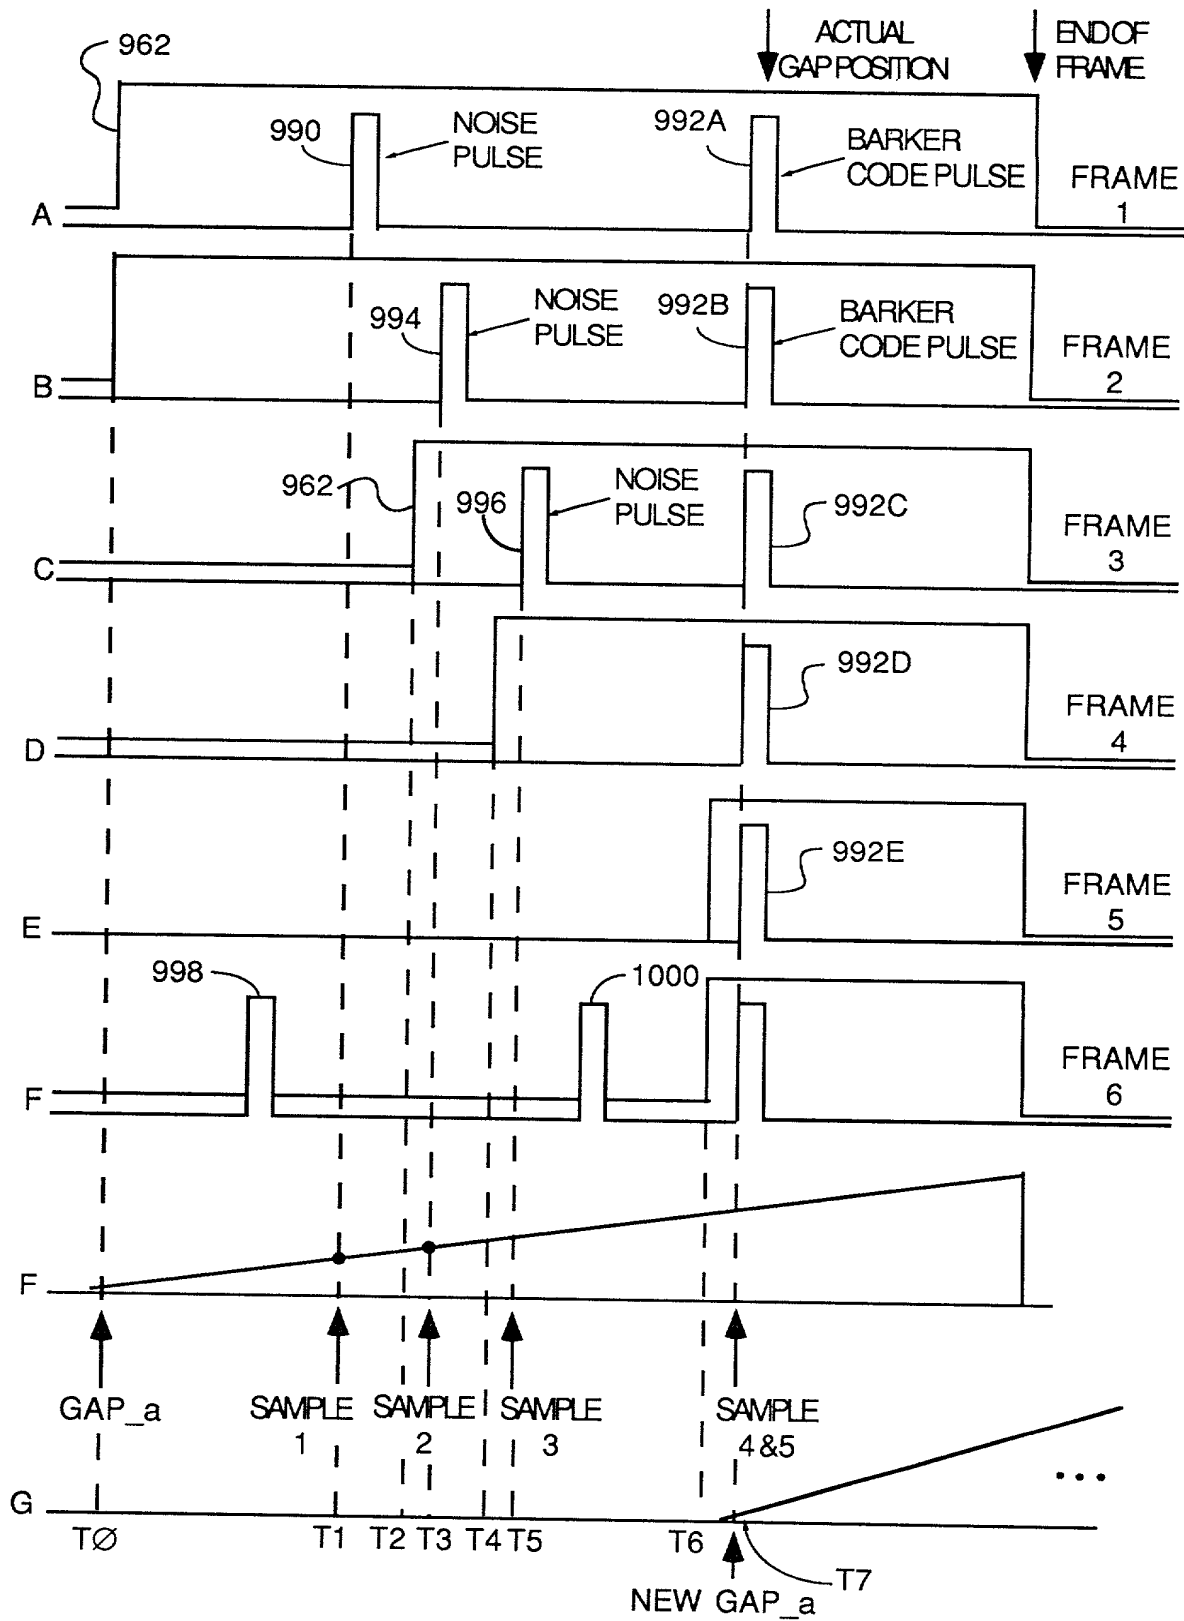 962
ACTUAL
GAP POSITION
END OF
FRAME
990
NOISE
PULSE
992A
BARKER
CODE PULSE
FRAME
1
A
994
NOISE
PULSE
992B
BARKER
CODE PULSE
FRAME
2
B
962
996
NOISE
PULSE
992C
FRAME
3
C
992D
FRAME
4
D
992E
FRAME
5
E
998
1000
FRAME
6
F
F
GAP_a
SAMPLE
1
SAMPLE
2
SAMPLE
3
SAMPLE
4&5
...
G
TØ
T1
T2
T3
T4
T5
T6
T7
NEW GAP_a